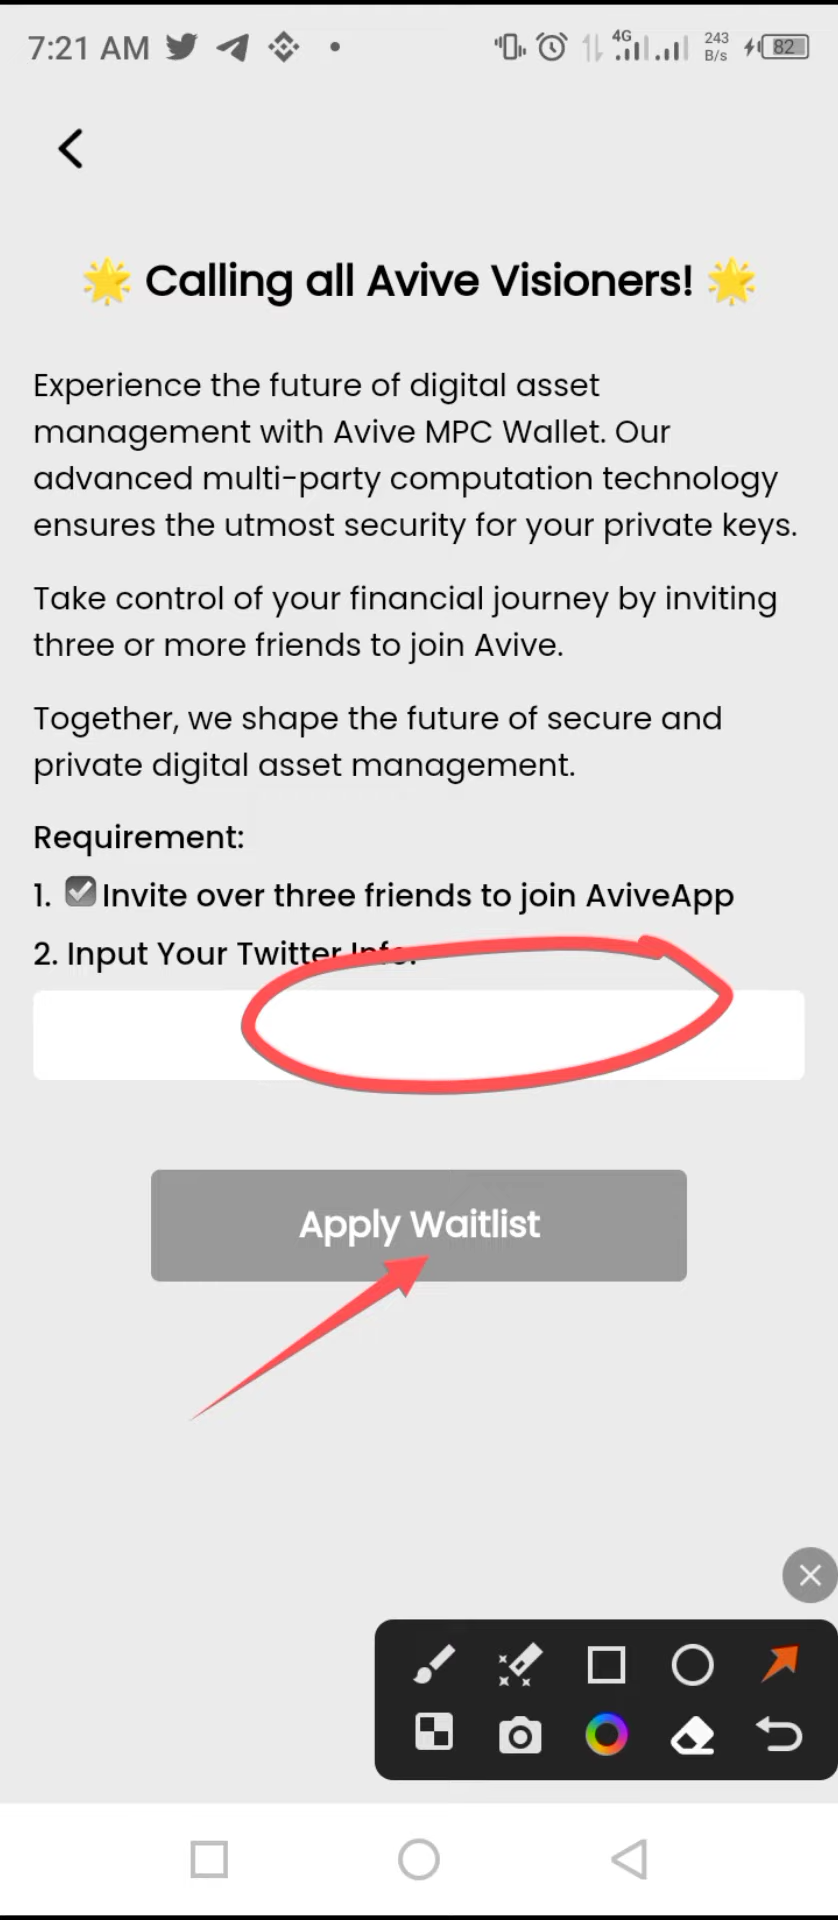 7:21 AM
4G
243
B/s
82
Calling all Avive Visioners!
Experience the future of digital asset
management with Avive MPC Wallet. Our
advanced multi-party computation technology
ensures the utmost security for your private keys.
Take control of your financial journey by inviting
three or more friends to join Avive.
Together, we shape the future of secure and
private digital asset management.
Requirement:
1. Invite over three friends to join AviveApp
2. Input Your Twitter Info:
Apply Waitlist